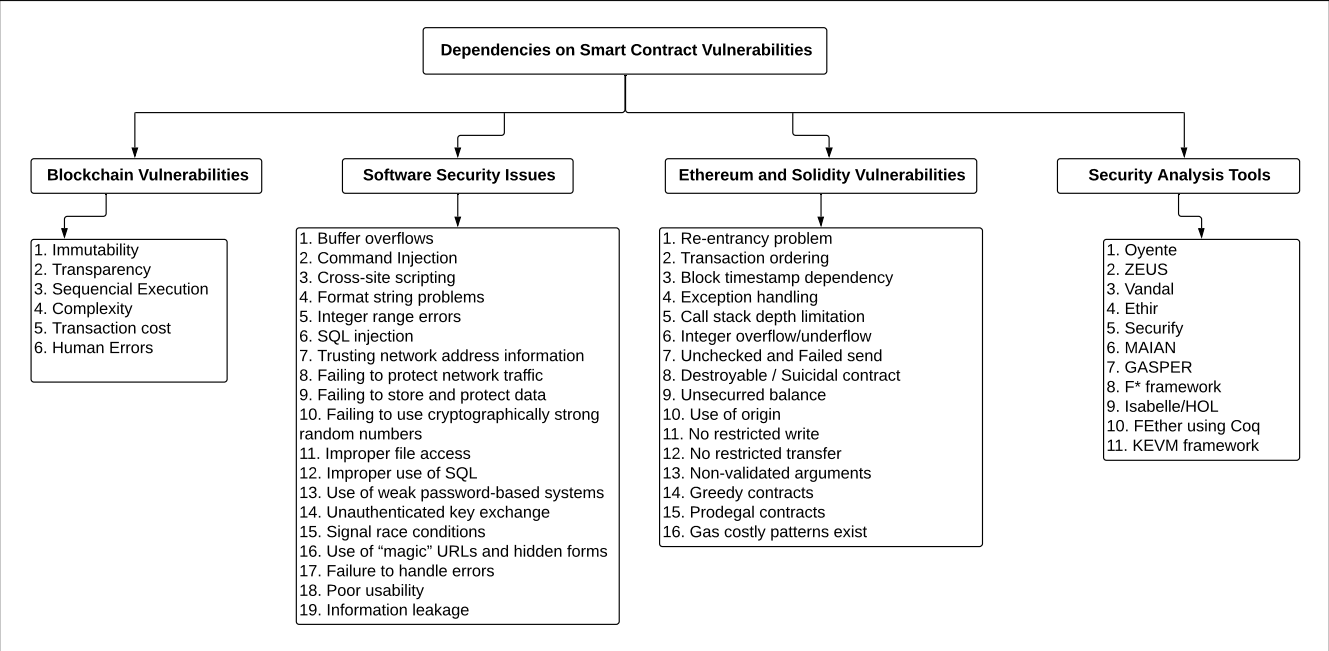 Dependencies on Smart Contract Vulnerabilities
Blockchain Vulnerabilities
1. Immutability
2. Transparency
3. Sequencial Execution
4. Complexity
5. Transaction cost
6. Human Errors
Software Security Issues
1. Buffer overflows
2. Command Injection
3. Cross-site scripting
4. Format string problems
5. Integer range errors
6. SQL injection
7. Trusting network address information
8. Failing to protect network traffic
9. Failing to store and protect data
10. Failing to use cryptographically strong
random numbers
11. Improper file access
12. Improper use of SQL
13. Use of weak password-based systems
14. Unauthenticated key exchange
15. Signal race conditions
16. Use of “magic” URLs and hidden forms
17. Failure to handle errors
18. Poor usability
19. Information leakage
Ethereum and Solidity Vulnerabilities
1. Re-entrancy problem
2. Transaction ordering
3. Block timestamp dependency
4. Exception handling
5. Call stack depth limitation
6. Integer overflow/underflow
7. Unchecked and Failed send
8. Destroyable / Suicidal contract
9. Unsecurred balance
10. Use of origin
11. No restricted write
12. No restricted transfer
13. Non-validated arguments
14. Greedy contracts
15. Prodegal contracts
16. Gas costly patterns exist
Security Analysis Tools
1. Oyente
2. ZEUS
3. Vandal
4. Ethir
5. Securify
6. MAIAN
7. GASPER
8. F* framework
9. Isabelle/HOL
10. FEther using Coq
11. KEVM framework